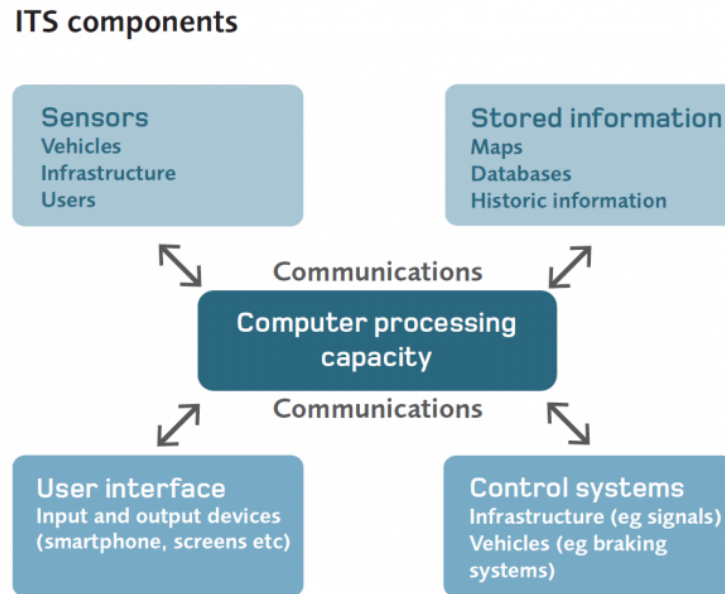 ITS components
Sensors
Vehicles
Infrastructure
Users
Stored information
Maps
Databases
Historic information
Communications
Computer processing
capacity
Communications
User interface
Input and output devices
(smartphone, screens etc)
Control systems
Infrastructure (eg signals)
Vehicles (eg braking
systems)